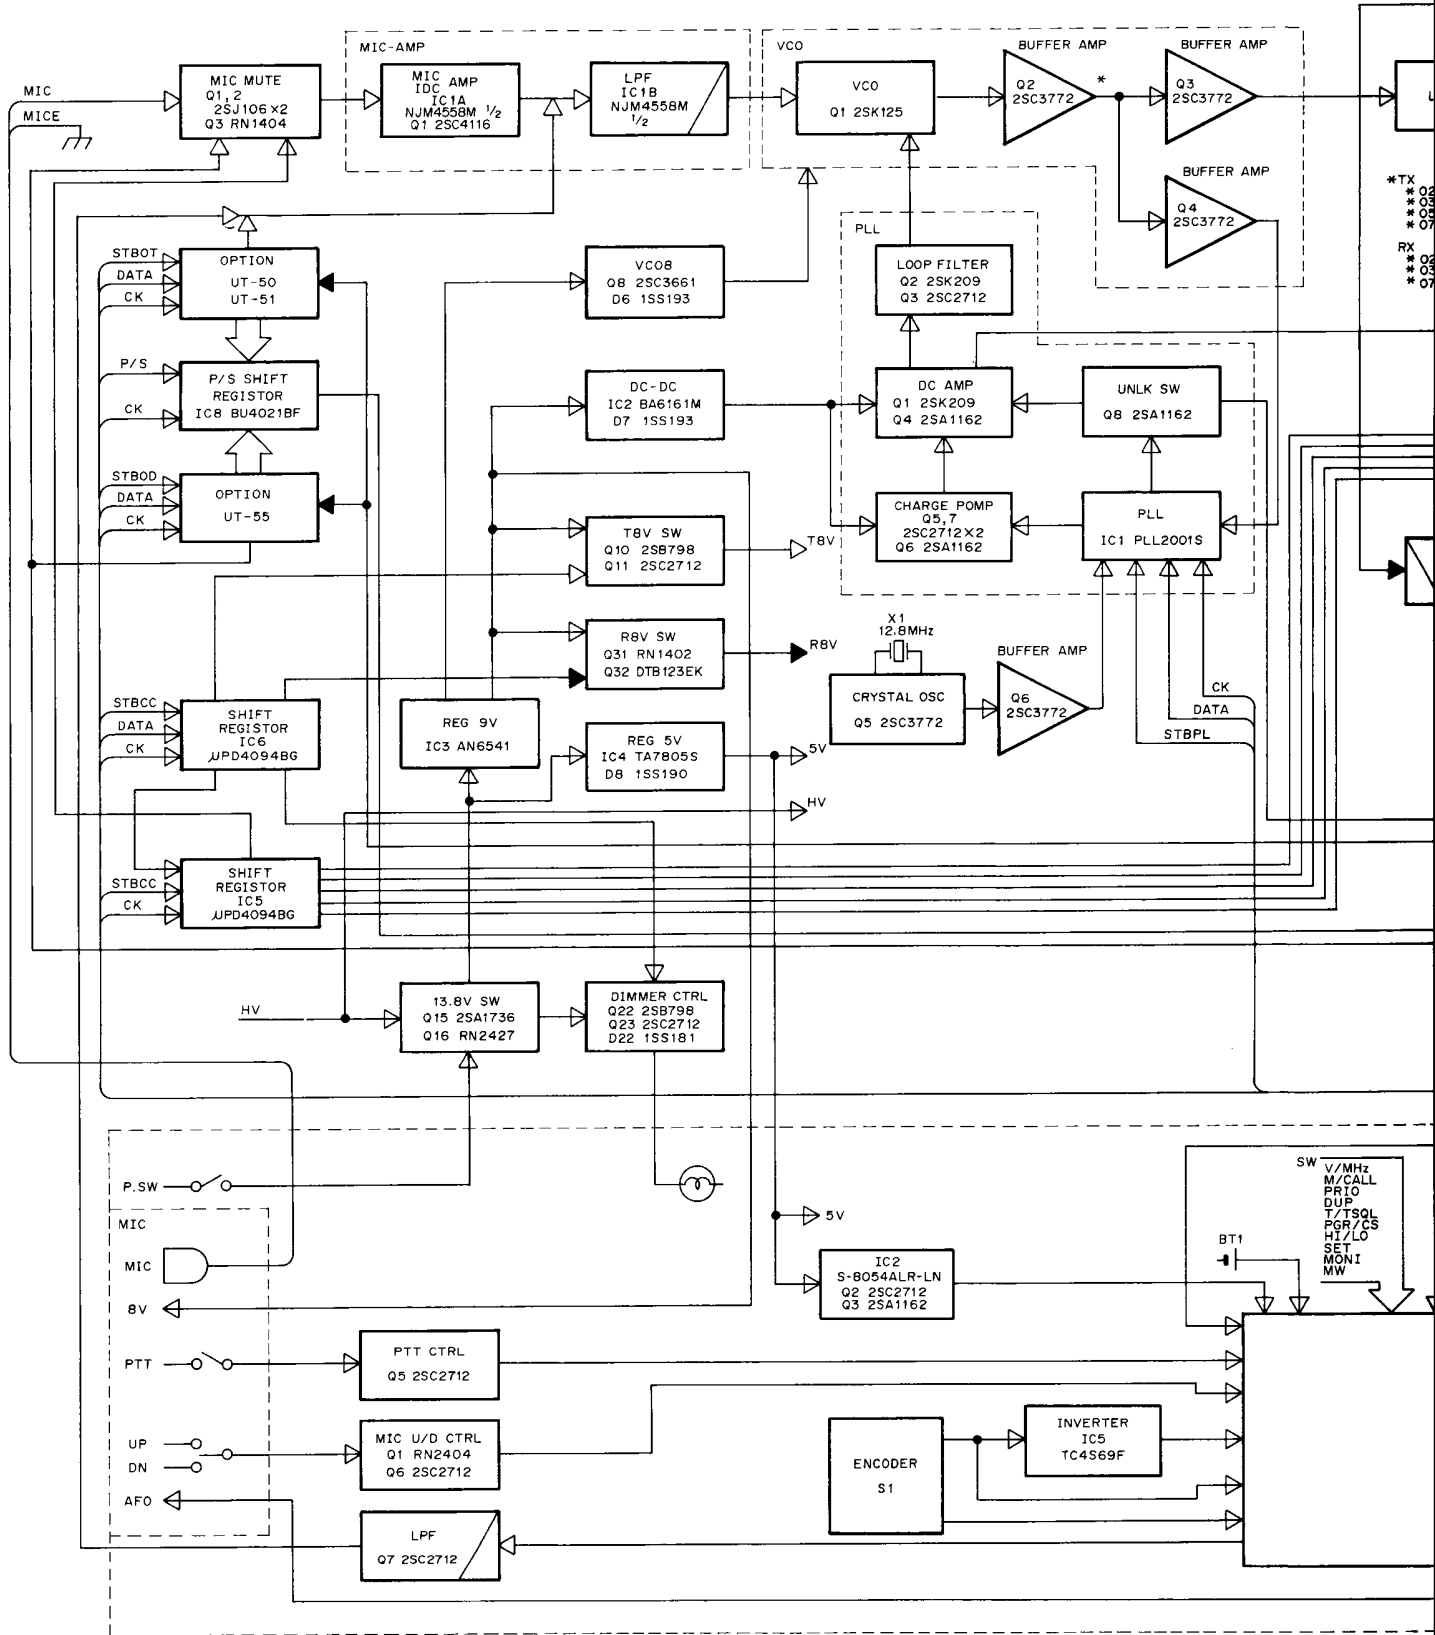 MIC-AMP
VCO
BUFFER AMP
BUFFER AMP
MIC
MICE
MIC MUTE
Q1, 2
2SJ106×2
Q3 RN1404
MIC
IDC AMP
IC1A
NJM4558M 1/2
Q1 2SC4116
LPF
IC1B
NJM4558M
1/2
VCO
Q1 2SK125
Q2
2SC3772
*
Q3
2SC3772
BUFFER AMP
Q4
2SC3772
*TX
RX
PLL
STBOT
DATA
CK
OPTION
UT-50
UT-51
VCO8
Q8 2SC3661
D6 1SS193
LOOP FILTER
Q2 2SK209
Q3 2SC2712
P/S
CK
P/S SHIFT
REGISTOR
IC8 BU4021BF
DC-DC
IC2 BA6161M
D7 1SS193
DC AMP
Q1 2SK209
Q4 2SA1162
UNLK SW
Q8 2SA1162
STBOD
DATA
CK
OPTION
UT-55
T8V SW
Q10 2SB798
Q11 2SC2712
T8V
CHARGE POMP
Q5,7
2SC2712X2
Q6 2SA1162
PLL
IC1 PLL2001S
R8V SW
Q31 RN1402
Q32 DTB123EK
R8V
X1
12.8MHz
BUFFER AMP
CRYSTAL OSC
Q5 2SC3772
Q6
2SC3772
CK
DATA
STBPL
STBCC
DATA
CK
SHIFT
REGISTOR
IC6
μPD4094BG
REG 9V
IC3 AN6541
REG 5V
IC4 TA7805S
D8 1SS190
5V
HV
STBCC
CK
SHIFT
REGISTOR
IC5
μPD4094BG
HV
13.8V SW
Q15 2SA1736
Q16 RN2427
DIMMER CTRL
Q22 2SB798
Q23 2SC2712
D22 1SS181
P.SW
MIC
MIC
8V
PTT
UP
DN
AFO
5V
IC2
S-8054ALR-LN
Q2 2SC2712
Q3 2SA1162
BT1
SW
V/MHz
M/CALL
PRIO
DUP
T/TSQL
PGR/CS
HI/LO
SET
MONI
MW
PTT CTRL
Q5 2SC2712
MIC U/D CTRL
Q1 RN2404
Q6 2SC2712
LPF
Q7 2SC2712
ENCODER
S1
INVERTER
IC5
TC4S69F